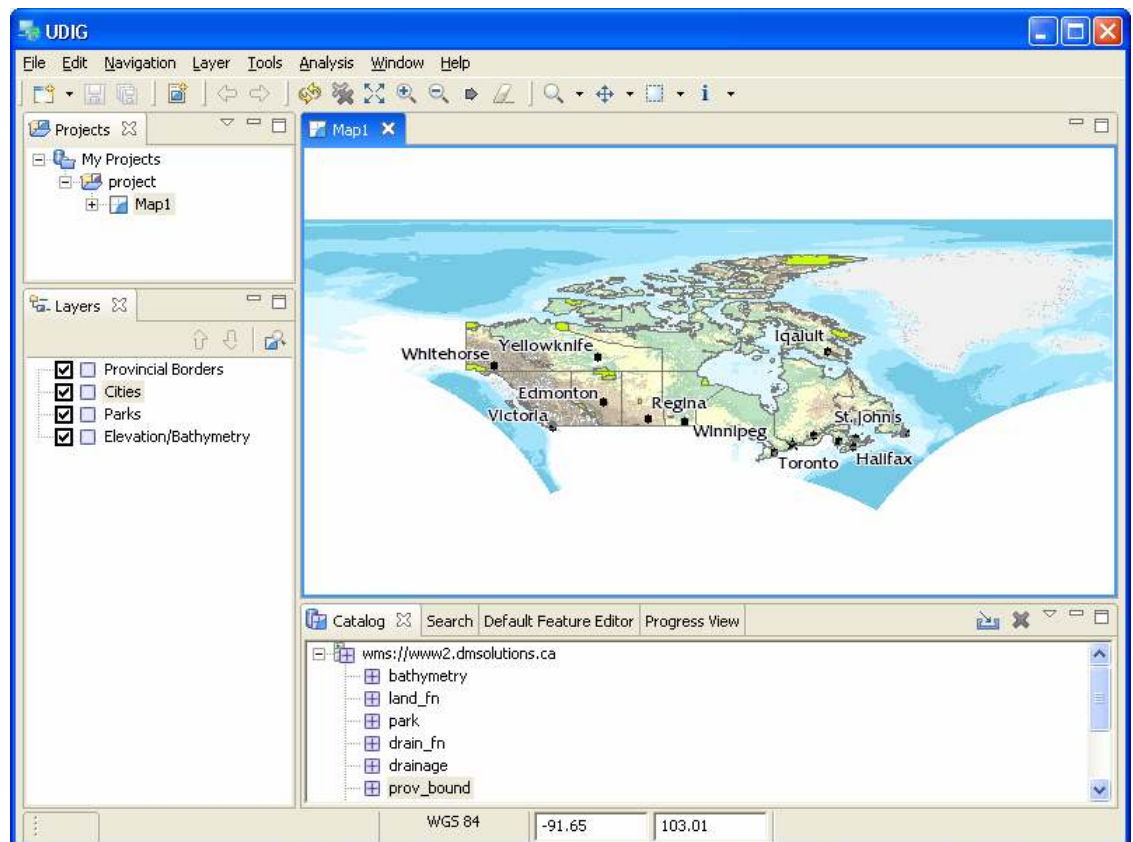 UDIG
File Edit Navigation Layer Tools Analysis Window Help
Projects
My Projects
project
Map1
Layers
Provincial Borders
Cities
Parks
Elevation/Bathymetry
Map1
Iqaluit
Yellowknife
Whitehorse
Edmonton
Regina
Victoria
St. John's
Winnipeg
Toronto
Halifax
Catalog Search Default Feature Editor Progress View
wms://www2.dmsolutions.ca
bathymetry
land_fn
park
drain_fn
drainage
prov_bound
WGS 84 -91.65 103.01